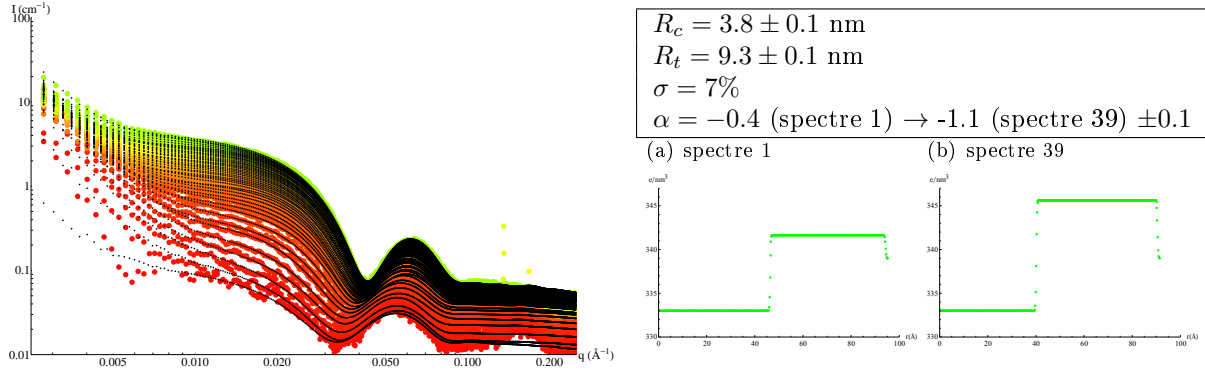 I (cm⁻¹)
100
10
1
0.1
0.01
0.005 0.010 0.020 0.050 0.100 0.200
q (Å⁻¹)
R_c = 3.8 ± 0.1 nm
R_t = 9.3 ± 0.1 nm
σ = 7%
α = −0.4 (spectre 1) → -1.1 (spectre 39) ±0.1
(a) spectre 1
e/nm³
345
340
335
330
0 20 40 60 80 100
r(Å)
(b) spectre 39
e/nm³
345
340
335
330
0 20 40 60 80 100
r(Å)